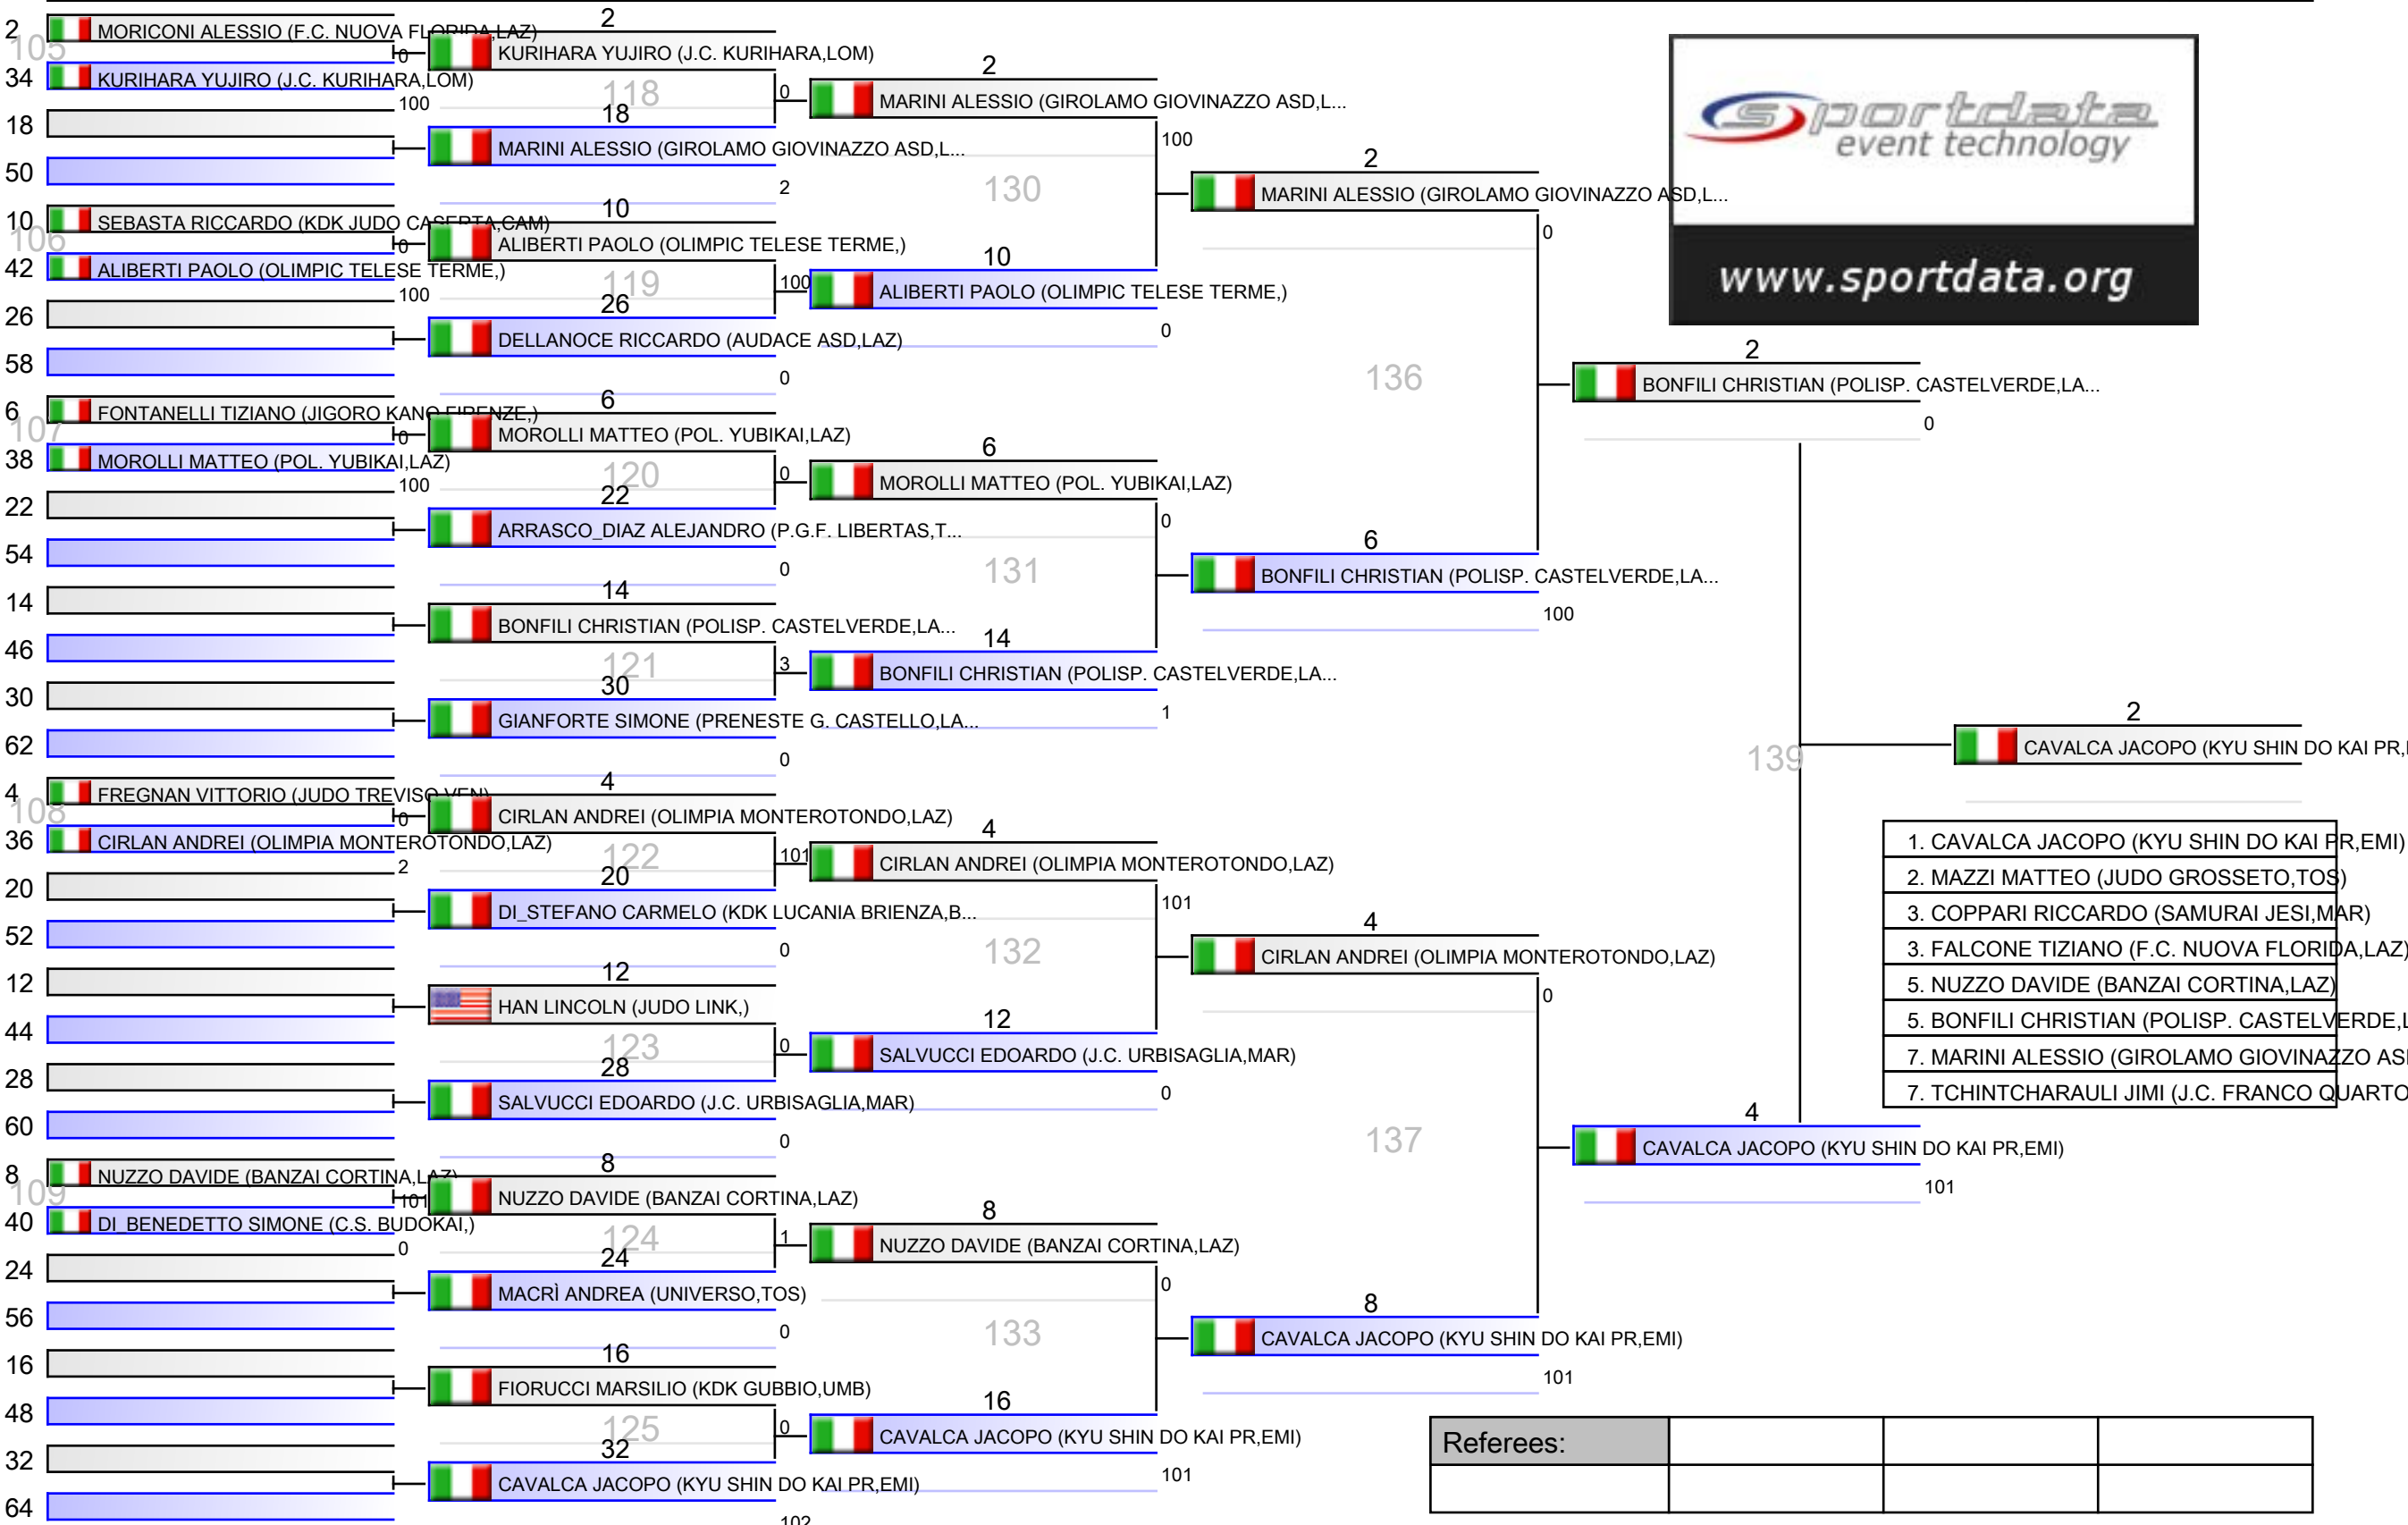 2 MORICONI ALESSIO (F.C. NUOVA FLORIDA,LAZ)
105
0
34 KURIHARA YUJIRO (J.C. KURIHARA,LOM)
100
18
50
10 SEBASTA RICCARDO (KDK JUDO CASERTA,CAM)
106
0
42 ALIBERTI PAOLO (OLIMPIC TELESE TERME,)
100
26
58
6 FONTANELLI TIZIANO (JIGORO KANO FIRENZE,)
107
0
38 MOROLLI MATTEO (POL. YUBIKAI,LAZ)
100
22
54
14
46
30
62
4 FREGNAN VITTORIO (JUDO TREVISO,VEN)
108
0
36 CIRLAN ANDREI (OLIMPIA MONTEROTONDO,LAZ)
2
20
52
12
44
28
60
8 NUZZO DAVIDE (BANZAI CORTINA,LAZ)
109
101
40 DI_BENEDETTO SIMONE (C.S. BUDOKAI,)
0
24
56
16
48
32
64
2
KURIHARA YUJIRO (J.C. KURIHARA,LOM)
118
0
18
MARINI ALESSIO (GIROLAMO GIOVINAZZO ASD,L...
2
10
ALIBERTI PAOLO (OLIMPIC TELESE TERME,)
119
100
26
DELLANOCE RICCARDO (AUDACE ASD,LAZ)
0
6
MOROLLI MATTEO (POL. YUBIKAI,LAZ)
120
0
22
ARRASCO_DIAZ ALEJANDRO (P.G.F. LIBERTAS,T...
0
14
BONFILI CHRISTIAN (POLISP. CASTELVERDE,LA...
121
3
30
GIANFORTE SIMONE (PRENESTE G. CASTELLO,LA...
0
4
CIRLAN ANDREI (OLIMPIA MONTEROTONDO,LAZ)
122
101
20
DI_STEFANO CARMELO (KDK LUCANIA BRIENZA,B...
0
12
HAN LINCOLN (JUDO LINK,)
123
0
28
SALVUCCI EDOARDO (J.C. URBISAGLIA,MAR)
0
8
NUZZO DAVIDE (BANZAI CORTINA,LAZ)
124
1
24
MACRÌ ANDREA (UNIVERSO,TOS)
0
16
FIORUCCI MARSILIO (KDK GUBBIO,UMB)
125
0
32
CAVALCA JACOPO (KYU SHIN DO KAI PR,EMI)
102
2
MARINI ALESSIO (GIROLAMO GIOVINAZZO ASD,L...
100
130
10
ALIBERTI PAOLO (OLIMPIC TELESE TERME,)
0
6
MOROLLI MATTEO (POL. YUBIKAI,LAZ)
0
131
14
BONFILI CHRISTIAN (POLISP. CASTELVERDE,LA...
1
4
CIRLAN ANDREI (OLIMPIA MONTEROTONDO,LAZ)
101
132
12
SALVUCCI EDOARDO (J.C. URBISAGLIA,MAR)
0
8
NUZZO DAVIDE (BANZAI CORTINA,LAZ)
0
133
16
CAVALCA JACOPO (KYU SHIN DO KAI PR,EMI)
101
2
MARINI ALESSIO (GIROLAMO GIOVINAZZO ASD,L...
0
136
6
BONFILI CHRISTIAN (POLISP. CASTELVERDE,LA...
100
4
CIRLAN ANDREI (OLIMPIA MONTEROTONDO,LAZ)
0
137
8
CAVALCA JACOPO (KYU SHIN DO KAI PR,EMI)
101
sportdata
event technology
www.sportdata.org
2
BONFILI CHRISTIAN (POLISP. CASTELVERDE,LA...
0
139
4
CAVALCA JACOPO (KYU SHIN DO KAI PR,EMI)
101
2
CAVALCA JACOPO (KYU SHIN DO KAI PR,
1. CAVALCA JACOPO (KYU SHIN DO KAI PR,EMI)
2. MAZZI MATTEO (JUDO GROSSETO,TOS)
3. COPPARI RICCARDO (SAMURAI JESI,MAR)
3. FALCONE TIZIANO (F.C. NUOVA FLORIDA,LAZ)
5. NUZZO DAVIDE (BANZAI CORTINA,LAZ)
5. BONFILI CHRISTIAN (POLISP. CASTELVERDE,L
7. MARINI ALESSIO (GIROLAMO GIOVINAZZO AS
7. TCHINTCHARAULI JIMI (J.C. FRANCO QUARTO
Referees: